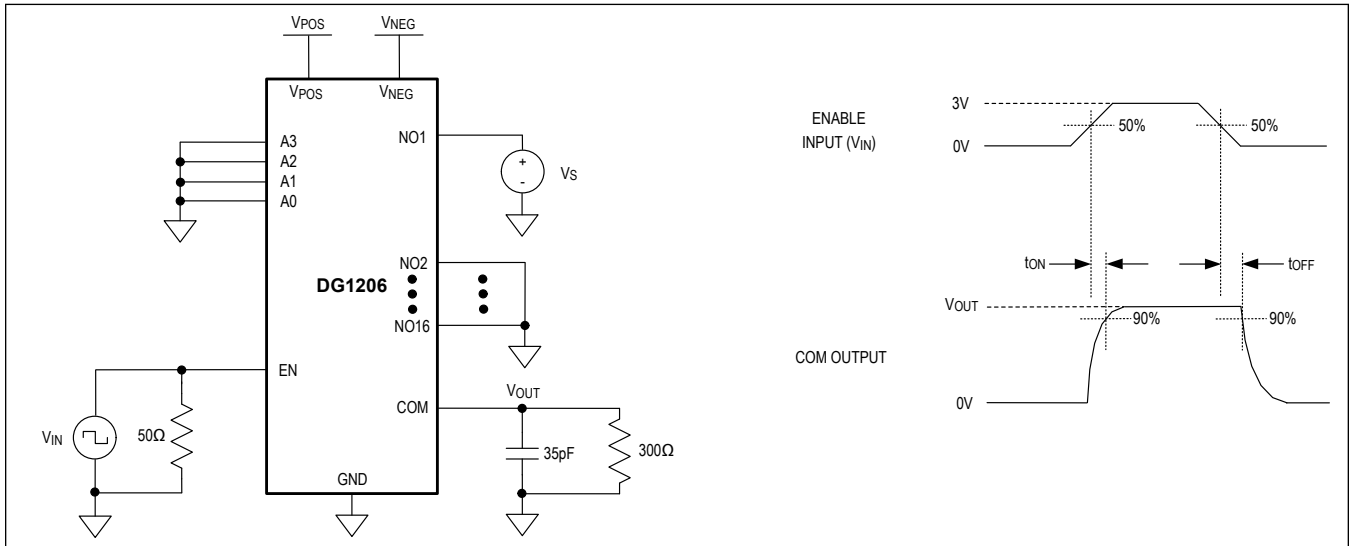 VPOS
VNEG
VPOS
VNEG
A3
A2
A1
A0
NO1
+
-
VS
NO2
DG1206
NO16
EN
COM
VOUT
VIN
50Ω
35pF
300Ω
GND
ENABLE
INPUT (VIN)
3V
0V
50%
50%
tON
tOFF
VOUT
90%
90%
COM OUTPUT
0V